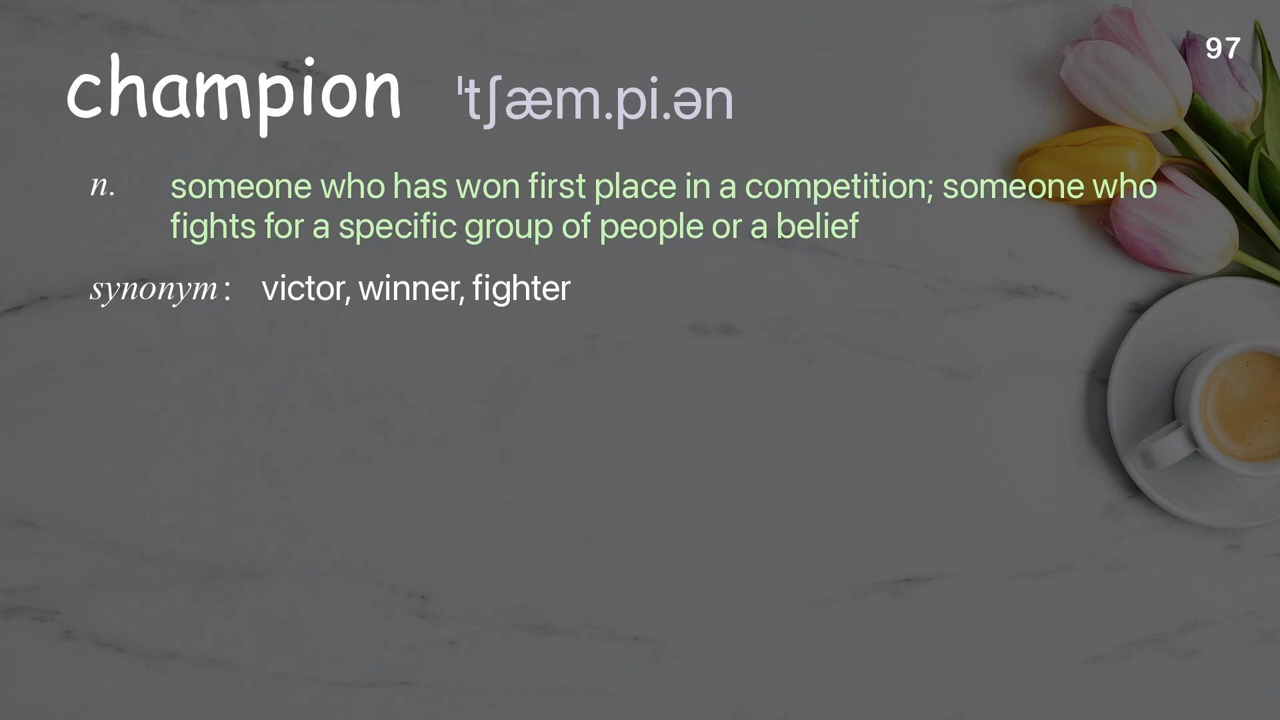 97
champion ˈtʃæm.pi.ən
n. someone who has won first place in a competition; someone who
fights for a specific group of people or a belief
synonym : victor, winner, fighter